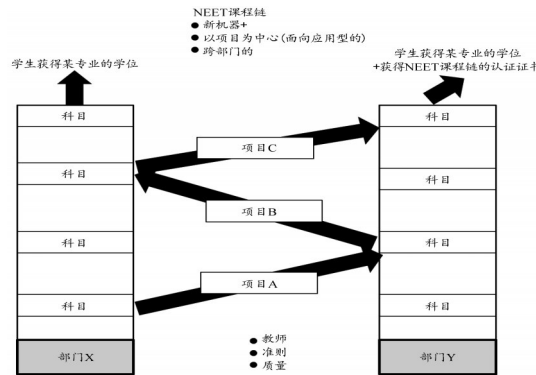 NEET课程链
● 新机器+
● 以项目为中心(面向应用型的)
● 跨部门的
学生获得某专业的学位
学生获得某专业的学位
+获得NEET课程链的认证证书
科目
科目
科目
科目
部门X
项目C
项目B
项目A
● 教师
● 准则
● 质量
科目
科目
科目
科目
部门Y